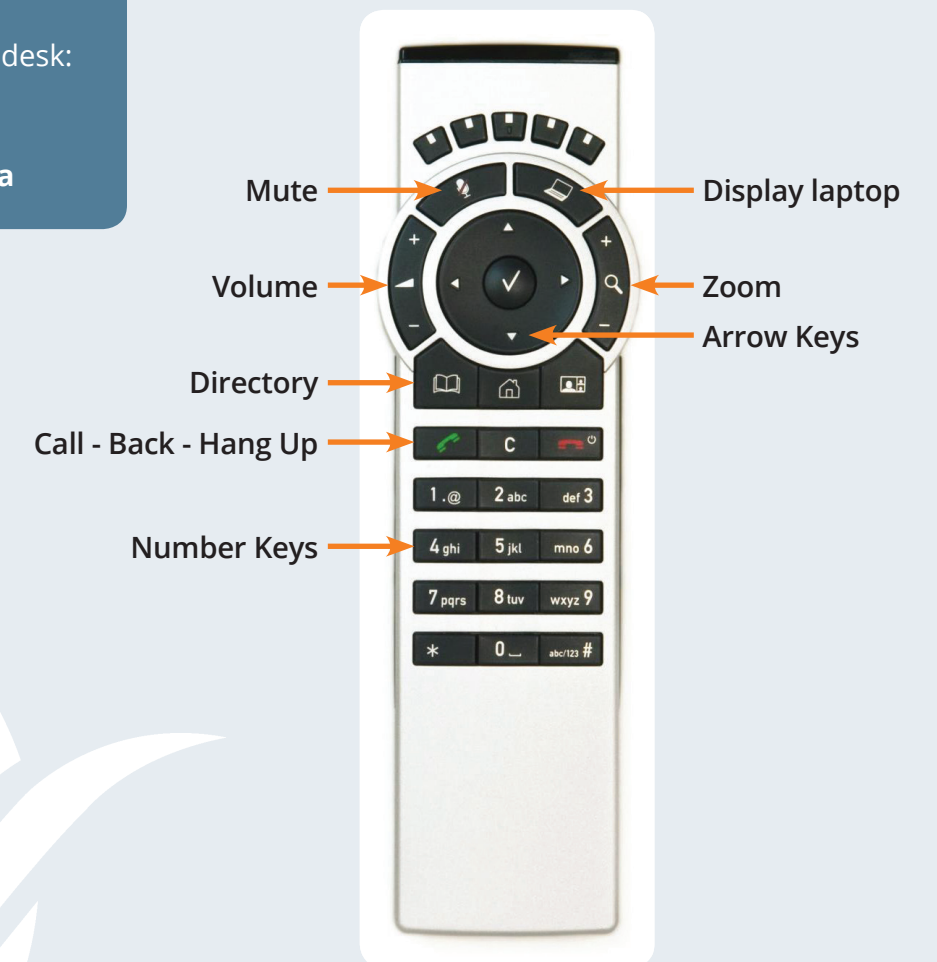 desk:
a
Mute
Display laptop
+
+
Volume
Zoom
−
−
Arrow Keys
Directory
Call - Back - Hang Up
C
1 .@ 2 abc def 3
Number Keys
4 ghi 5 jkl mno 6
7 pqrs 8 tuv wxyz 9
* 0 abc/123 #